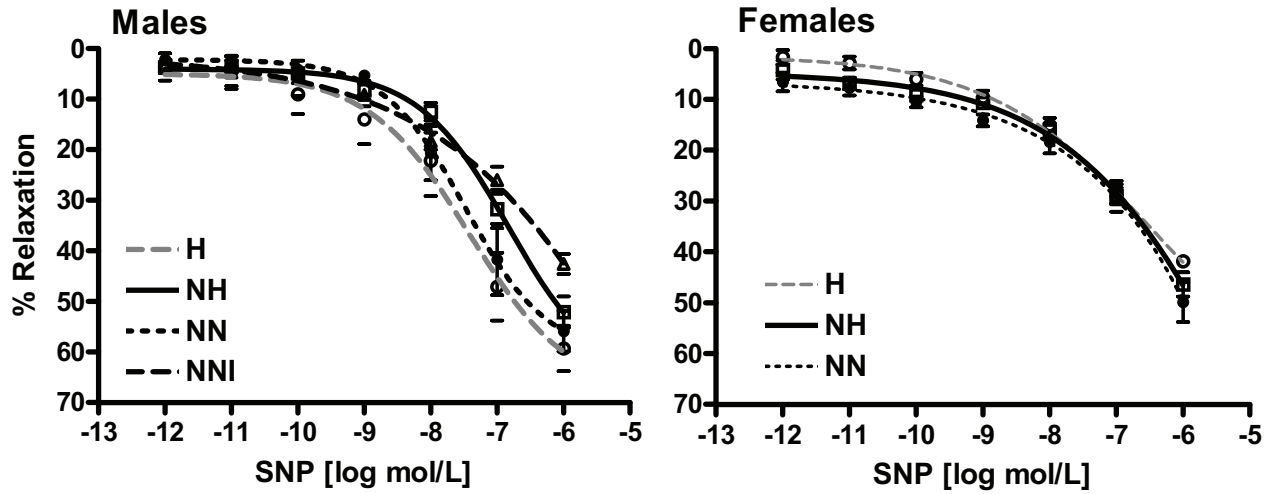 Males
% Relaxation
0
10
20
30
40
50
60
70
H
NH
NN
NNI
-13 -12 -11 -10 -9 -8 -7 -6 -5
SNP [log mol/L]
Females
0
10
20
30
40
50
60
70
H
NH
NN
-13 -12 -11 -10 -9 -8 -7 -6 -5
SNP [log mol/L]